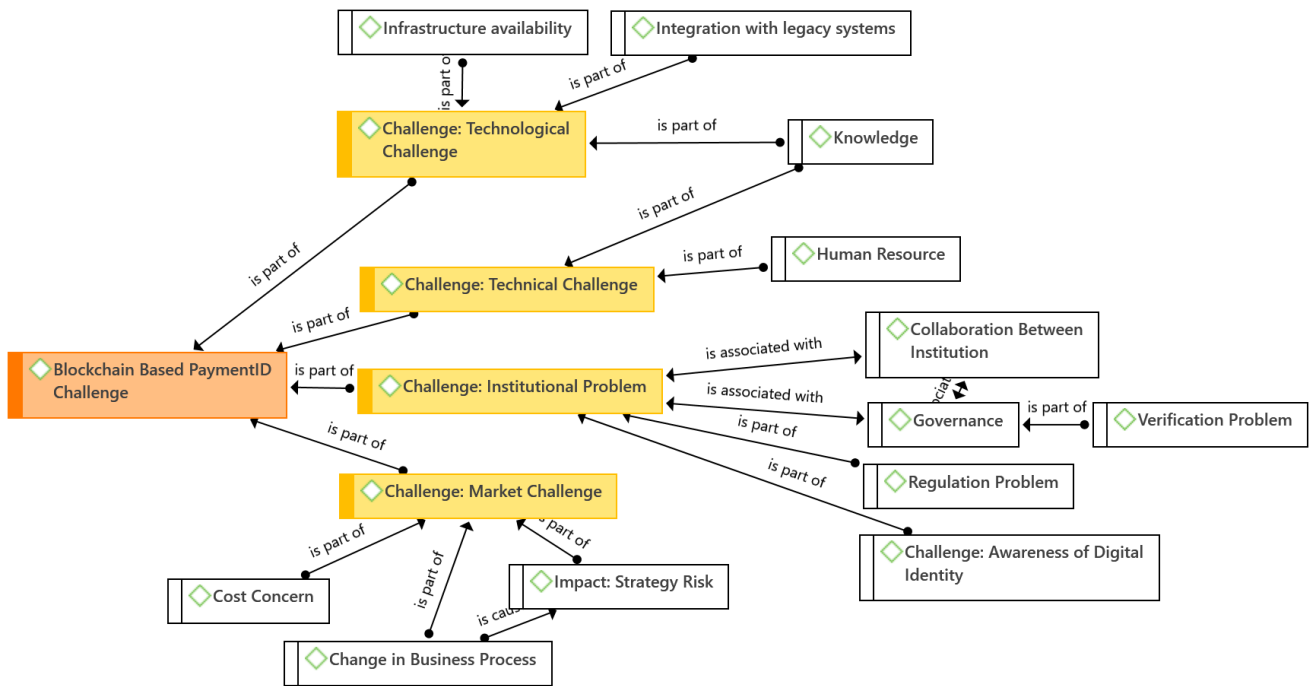 Infrastructure availability
Integration with legacy systems
is part of
is part of
Challenge: Technological
Challenge
is part of
Knowledge
is part of
is part of
Human Resource
is part of
Challenge: Technical Challenge
is part of
Collaboration Between
Institution
is associated with
Blockchain Based PaymentID
Challenge
is part of
Challenge: Institutional Problem
is associated with
Governance
is part of
Verification Problem
is part of
is part of
Challenge: Market Challenge
is part of
Regulation Problem
is part of
is part of
is part of
Challenge: Awareness of Digital
Identity
Cost Concern
Impact: Strategy Risk
Change in Business Process